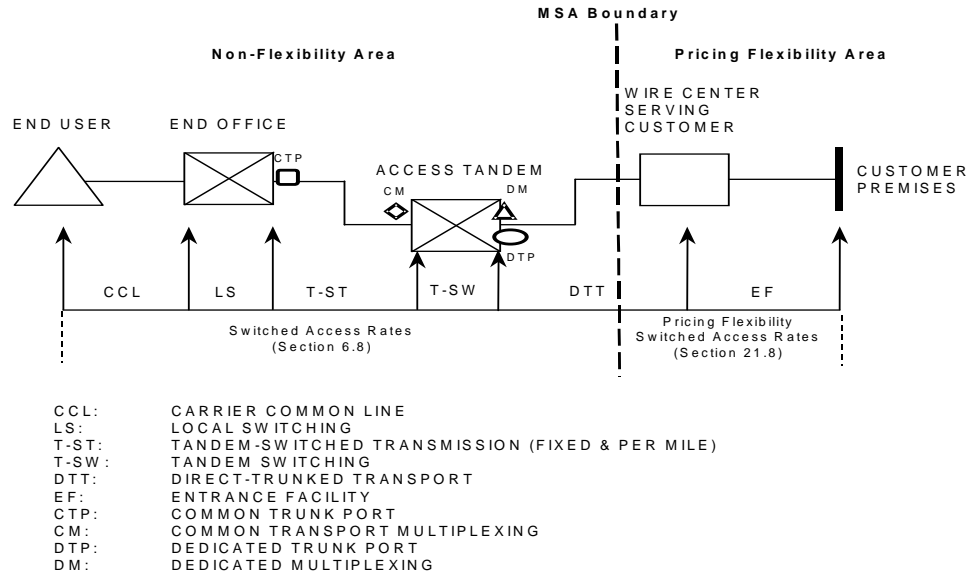 MSA Boundary
Non-Flexibility Area
Pricing Flexibility Area
WIRE CENTER
SERVING
CUSTOMER
END USER
END OFFICE
CTP
ACCESS TANDEM
CM
DM
CUSTOMER
PREMISES
DTP
CCL
LS
T-ST
T-SW
DTT
EF
Switched Access Rates
(Section 6.8)
Pricing Flexibility
Switched Access Rates
(Section 21.8)
CCL: CARRIER COMMON LINE
LS: LOCAL SWITCHING
T-ST: TANDEM-SWITCHED TRANSMISSION (FIXED & PER MILE)
T-SW: TANDEM SWITCHING
DTT: DIRECT-TRUNKED TRANSPORT
EF: ENTRANCE FACILITY
CTP: COMMON TRUNK PORT
CM: COMMON TRANSPORT MULTIPLEXING
DTP: DEDICATED TRUNK PORT
DM: DEDICATED MULTIPLEXING